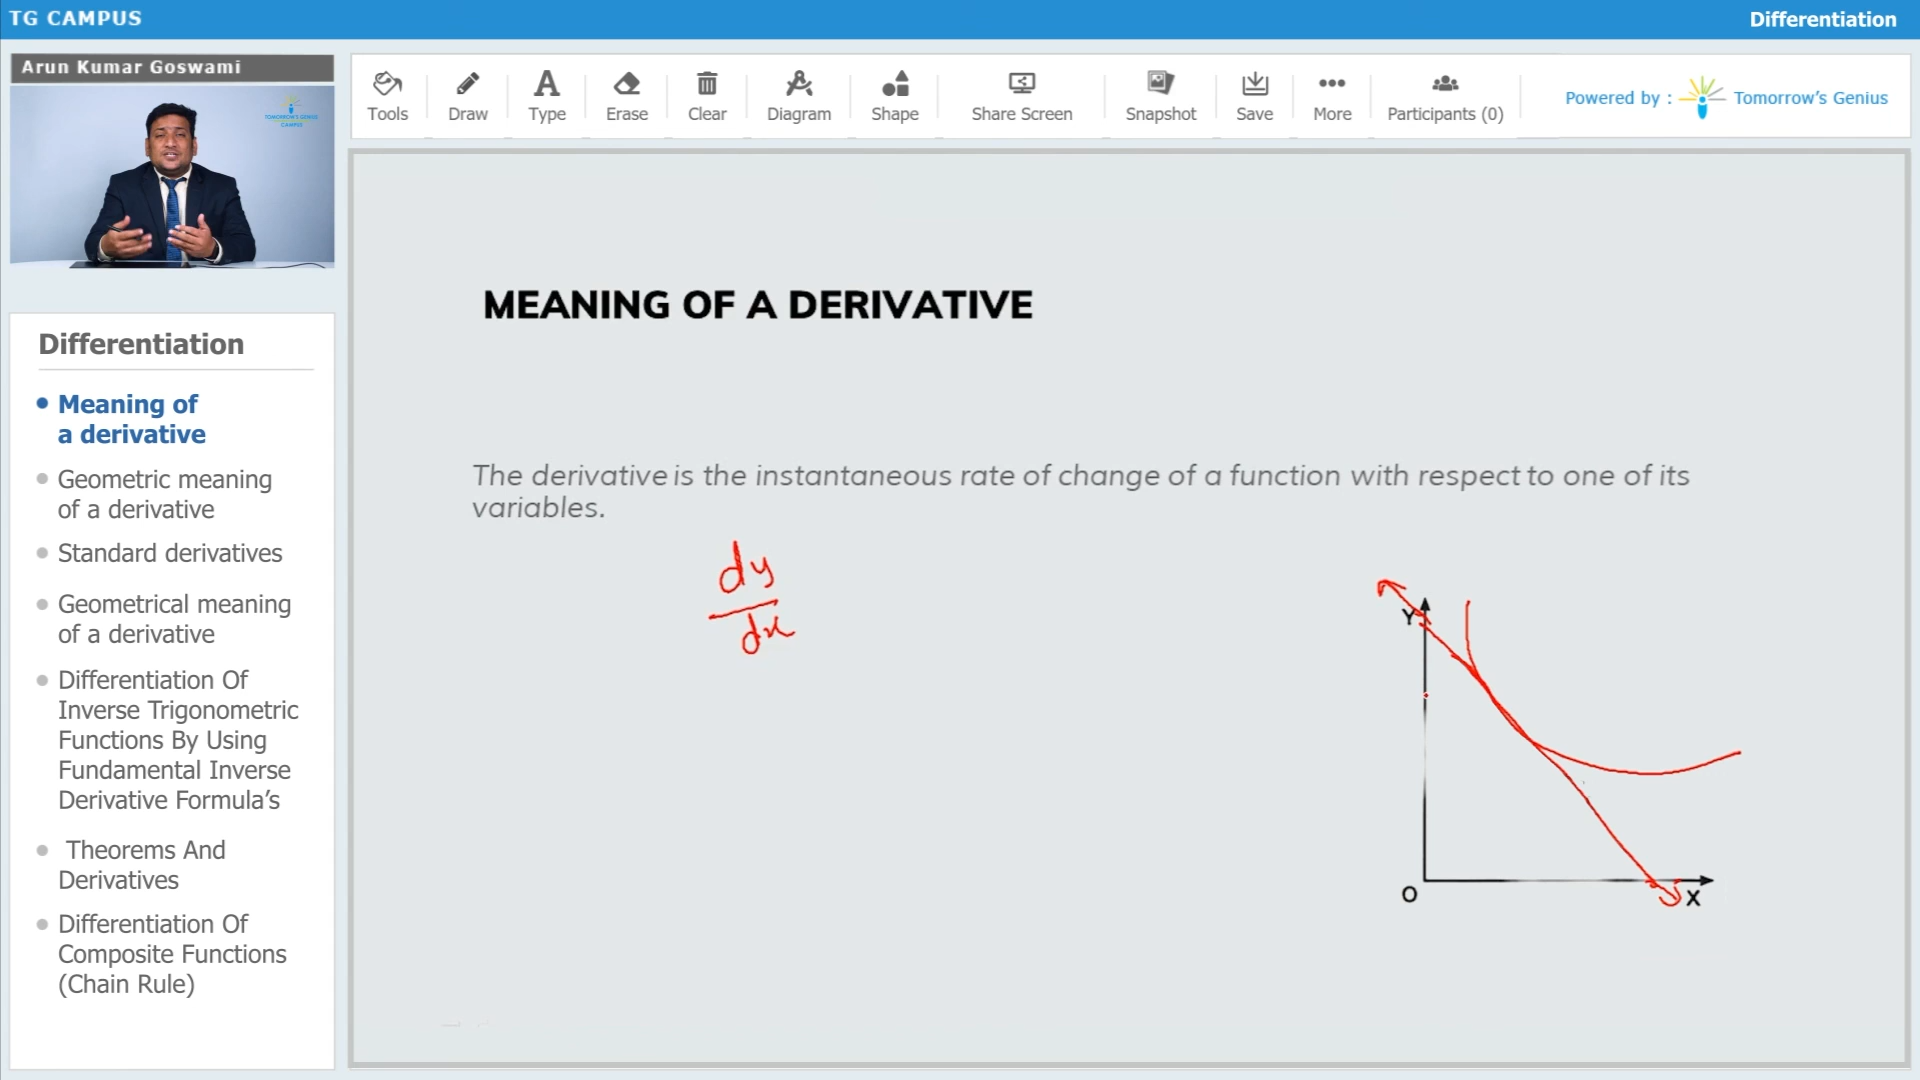 TG CAMPUS
Differentiation
Arun Kumar Goswami
TOMORROW'S GENIUS
CAMPUS
Tools
Draw
Type
Erase
Clear
Diagram
Shape
Share Screen
Snapshot
Save
More
Participants (0)
Powered by : Tomorrow's Genius
Differentiation
Meaning of
a derivative
Geometric meaning
of a derivative
Standard derivatives
Geometrical meaning
of a derivative
Differentiation Of
Inverse Trigonometric
Functions By Using
Fundamental Inverse
Derivative Formula's
Theorems And
Derivatives
Differentiation Of
Composite Functions
(Chain Rule)
MEANING OF A DERIVATIVE
The derivative is the instantaneous rate of change of a function with respect to one of its
variables.
dy
dx
Y
O
X